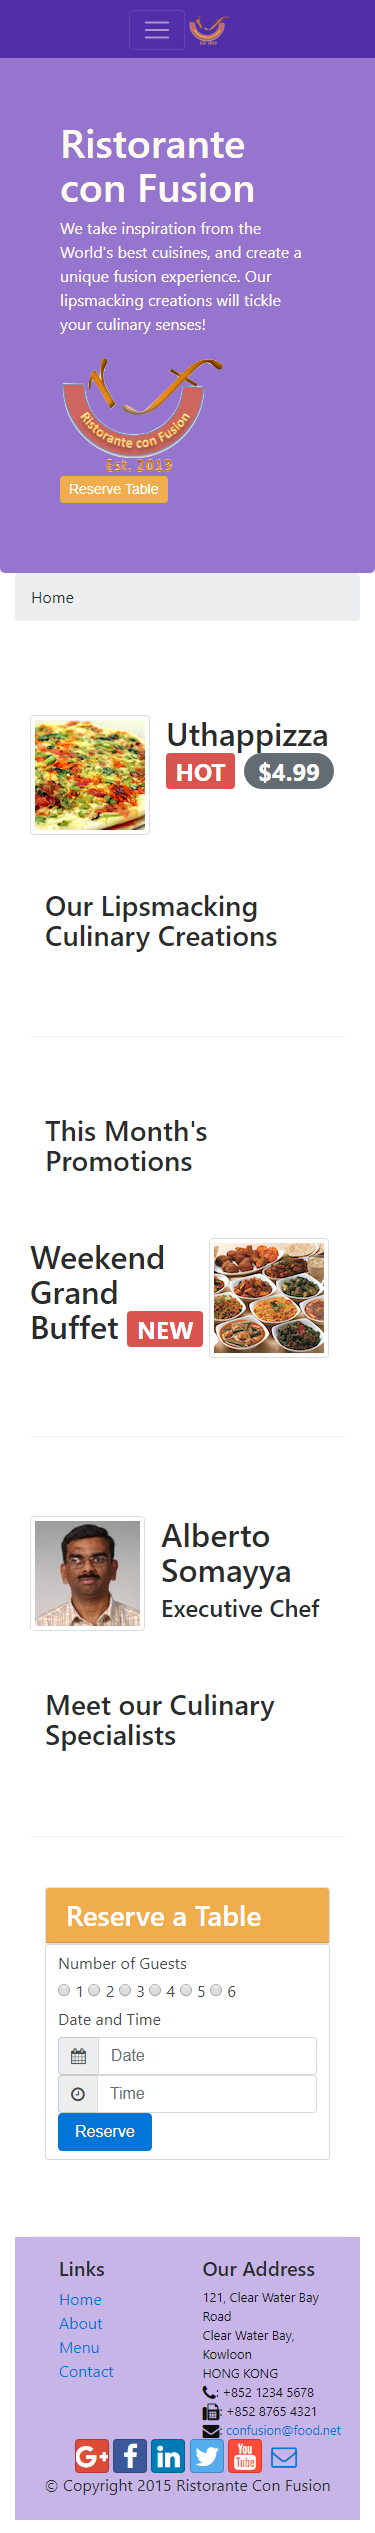 Est. 2013
Ristorante
con Fusion
We take inspiration from the
World's best cuisines, and create a
unique fusion experience. Our
lipsmacking creations will tickle
your culinary senses!
Ristorante con Fusion
Est. 2013
Reserve Table
Home
Uthappizza
HOT $4.99
Our Lipsmacking
Culinary Creations
This Month's
Promotions
Weekend
Grand
Buffet NEW
Alberto
Somayya
Executive Chef
Meet our Culinary
Specialists
Reserve a Table
Number of Guests
1 2 3 4 5 6
Date and Time
Date
Time
Reserve
Links
Home
About
Menu
Contact
Our Address
121, Clear Water Bay
Road
Clear Water Bay,
Kowloon
HONG KONG
: +852 1234 5678
: +852 8765 4321
: confusion@food.net
G+ f in You Tube
© Copyright 2015 Ristorante Con Fusion